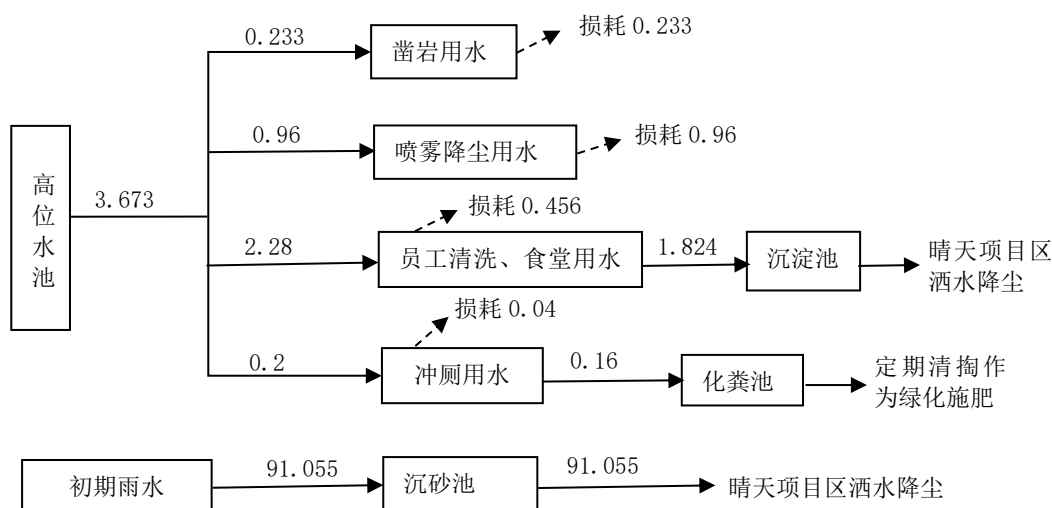 0.233
凿岩用水
损耗 0.233
0.96
喷雾降尘用水
损耗 0.96
高位水池
3.673
损耗 0.456
2.28
员工清洗、食堂用水
1.824
沉淀池
晴天项目区
洒水降尘
损耗 0.04
0.2
冲厕用水
0.16
化粪池
定期清掏作
为绿化施肥
初期雨水
91.055
沉砂池
91.055
晴天项目区洒水降尘